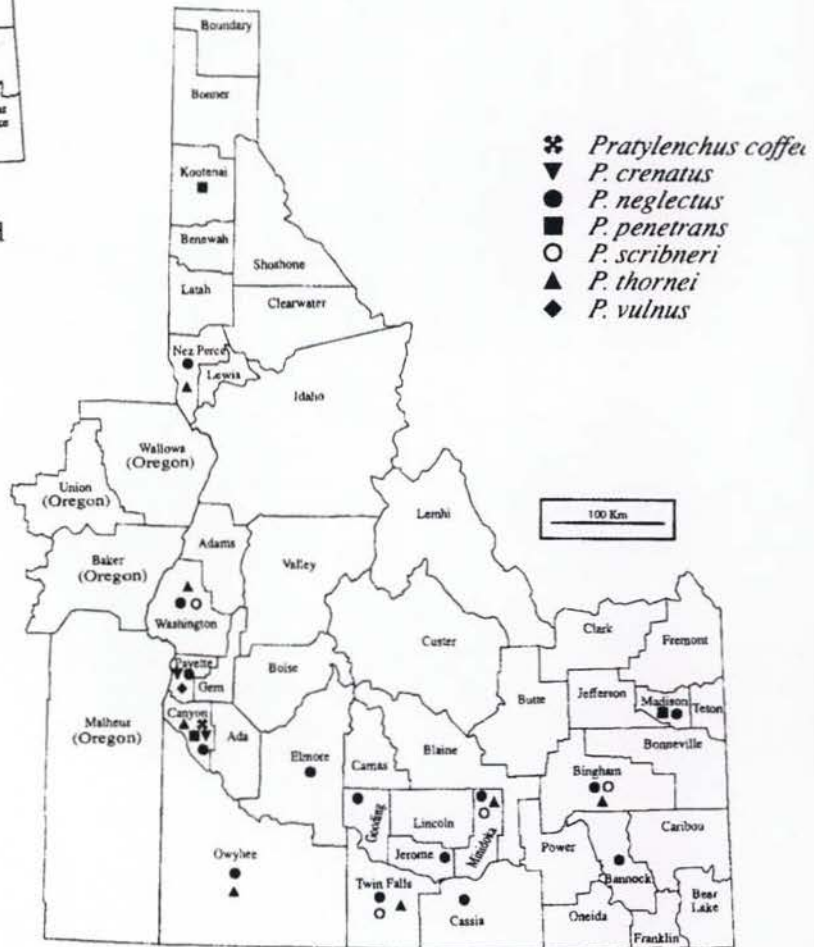 Boundary
Bonner
Kootenai
Benewah
Shoshone
Latah
Clearwater
Nez Perce
Lewis
Idaho
Pratylenchus coffe
P. crenatus
P. neglectus
P. penetrans
P. scribneri
P. thornei
P. vulnus
100 Km
Wallowa
(Oregon)
Union
(Oregon)
Baker
(Oregon)
Adams
Valley
Lemhi
Washington
Payette
Gem
Boise
Custer
Clark
Fremont
Butte
Jefferson
Madison
Teton
Malheur
(Oregon)
Canyon
Ada
Elmore
Camas
Blaine
Bonneville
Bingham
Gooding
Lincoln
Minidoka
Jerome
Power
Caribou
Owyhee
Twin Falls
Cassia
Bannock
Oneida
Bear
Lake
Franklin